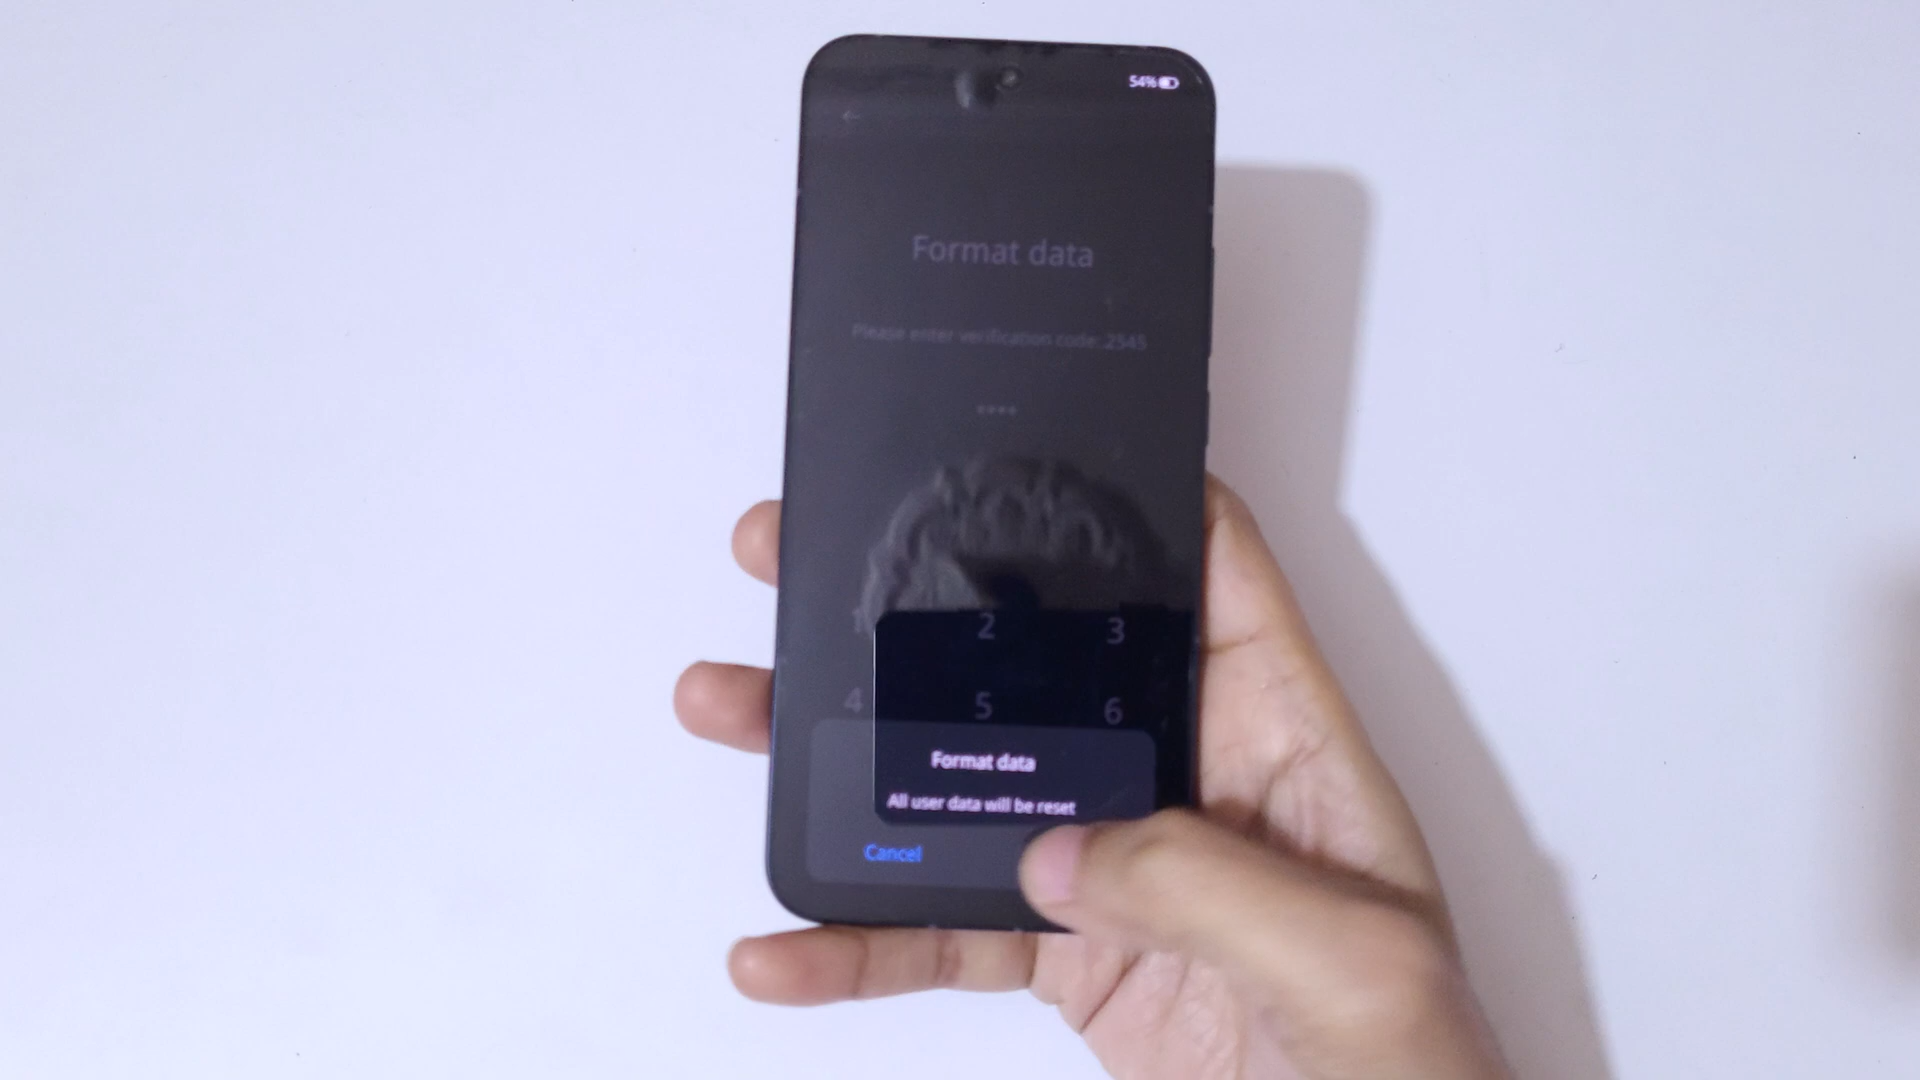 54%
Format data
Please enter verification code: 2545
****
2 3
4 5 6
Format data
All user data will be reset
Cancel